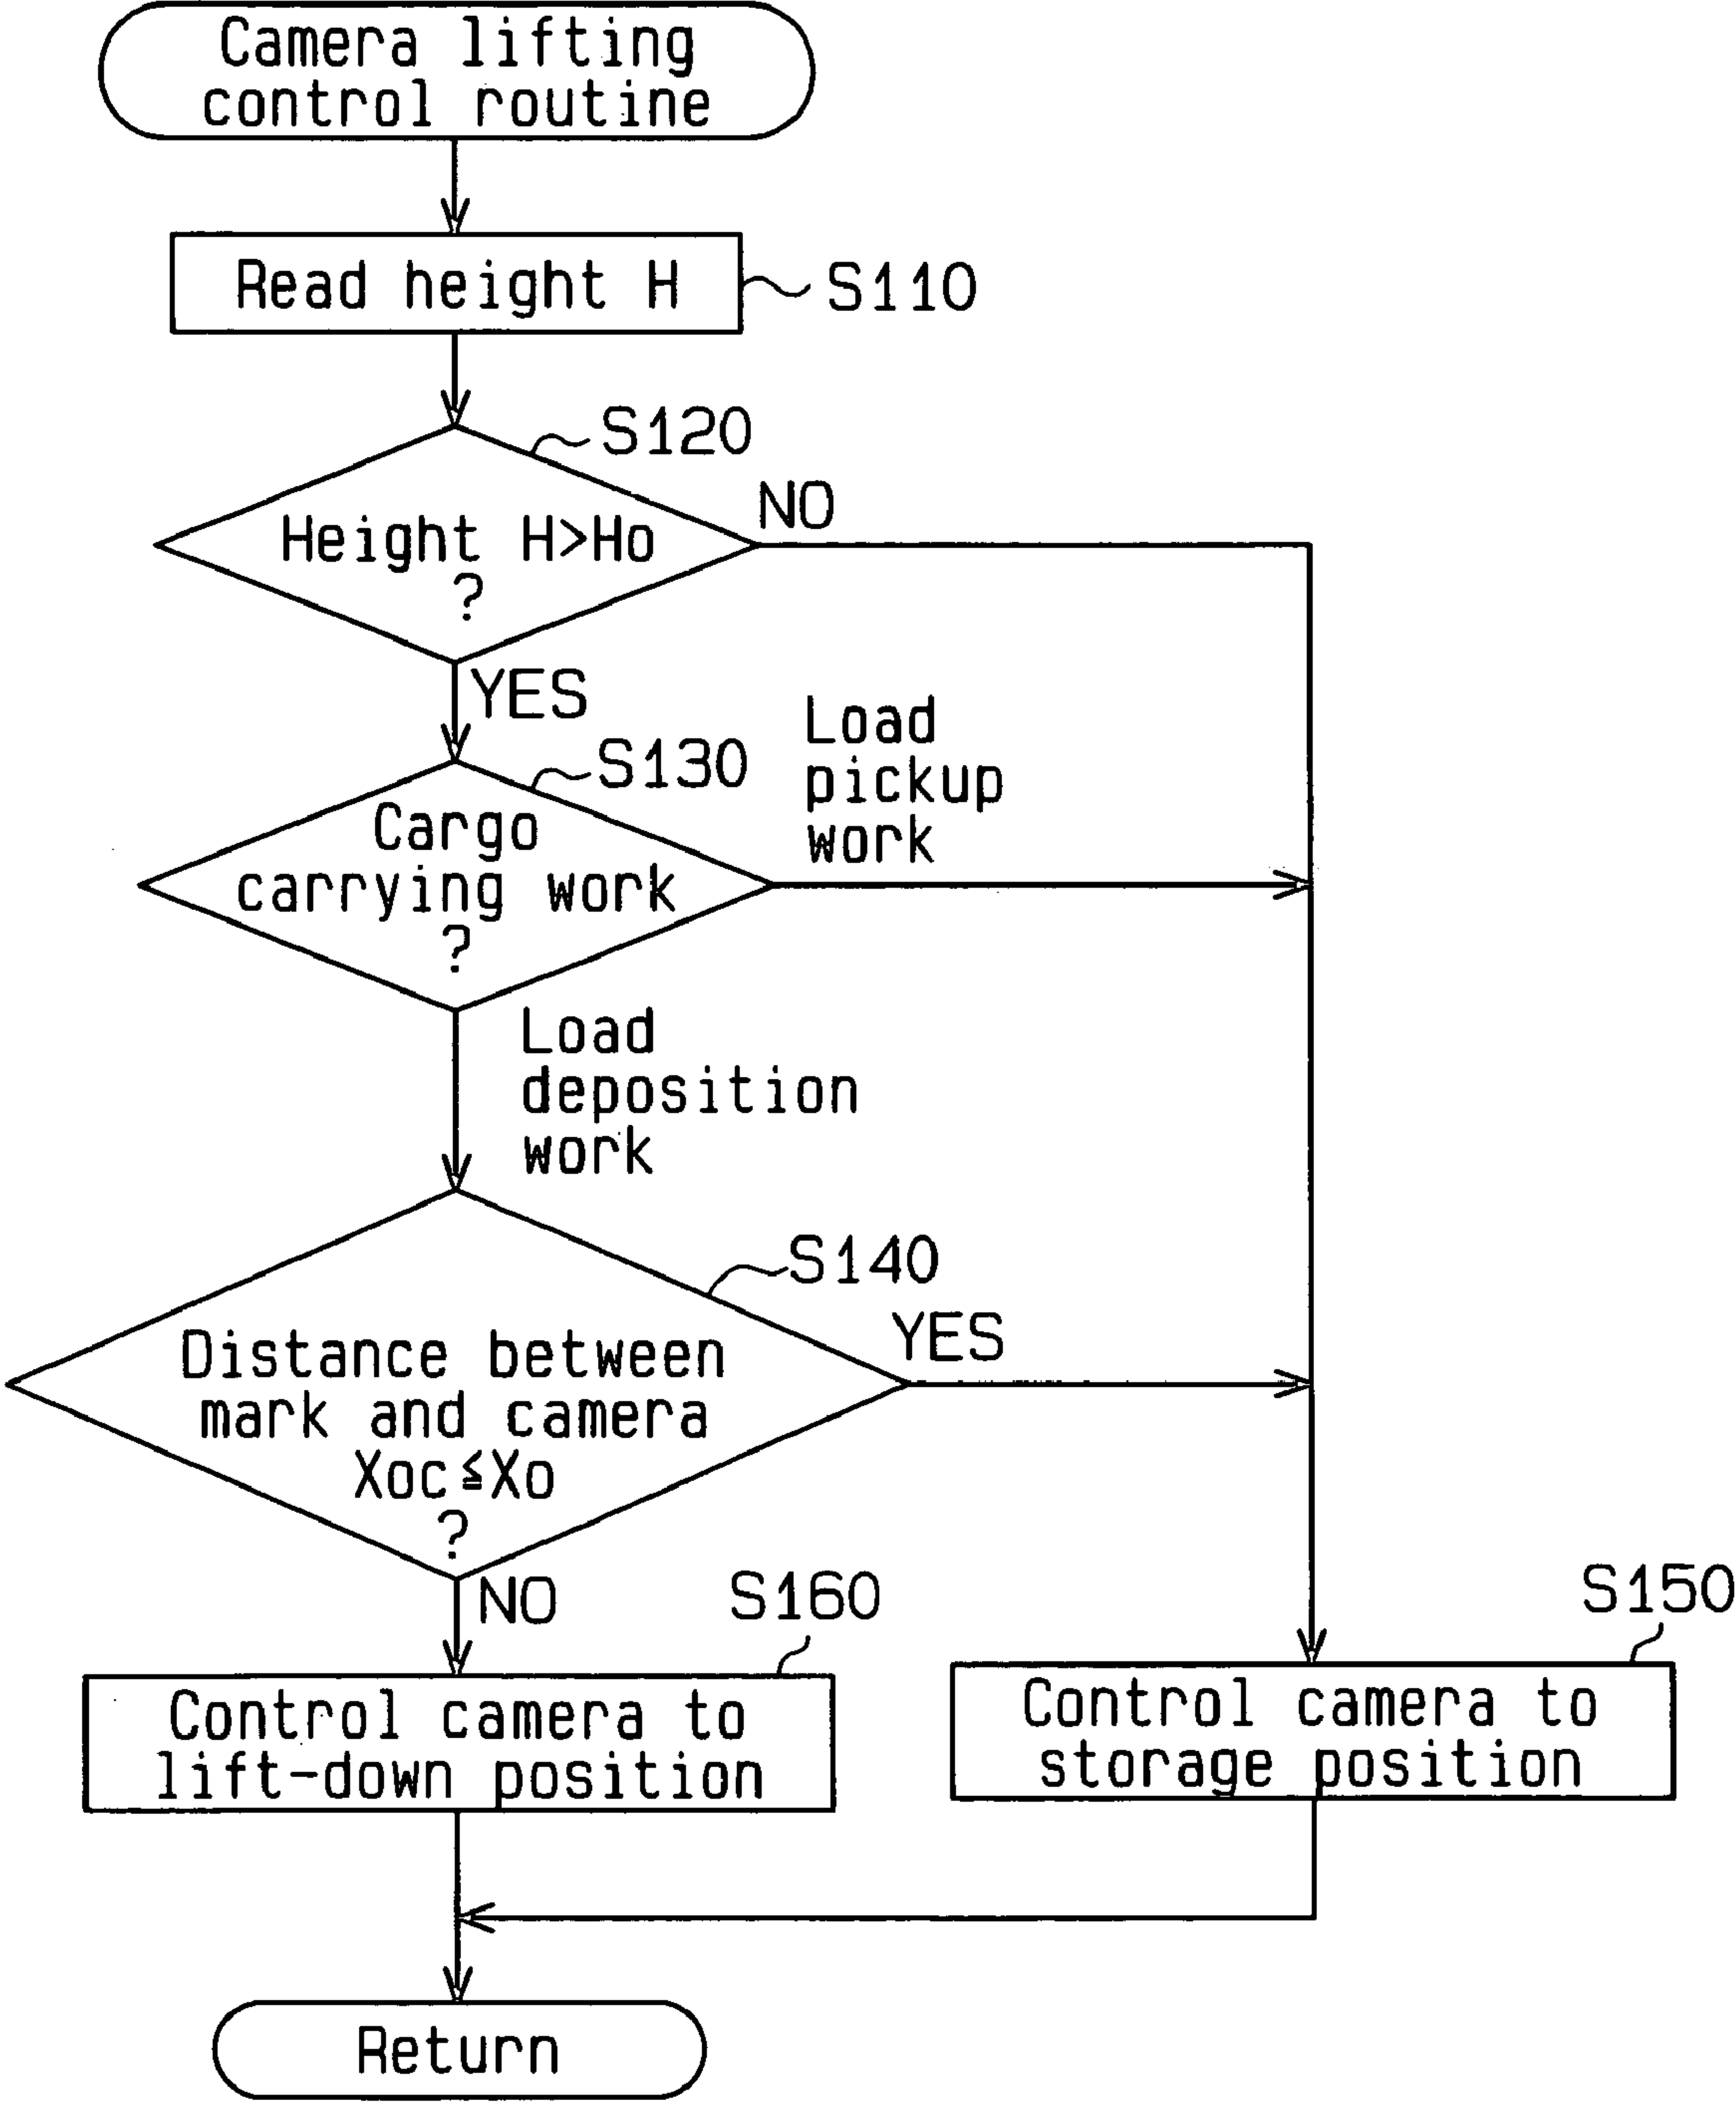 Camera lifting
control routine
Read height H
S110
S120
Height H>Ho
?
NO
YES
S130
Cargo
carrying work
?
Load
pickup
work
Load
deposition
work
S140
Distance between
mark and camera
Xoc≦Xo
?
YES
NO
S160
Control camera to
lift-down position
S150
Control camera to
storage position
Return